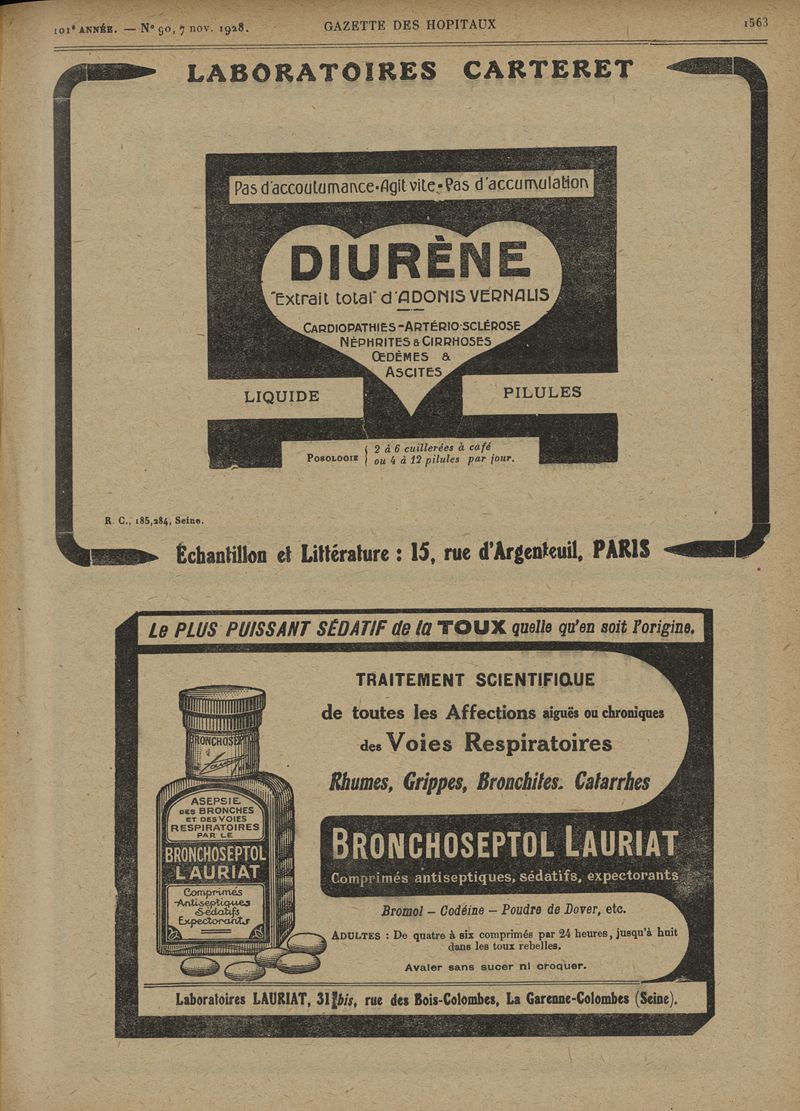 101ᵉ ANNÉE. — Nº 90, 7 nov. 1928. GAZETTE DES HOPITAUX 1563
LABORATOIRES CARTERET
Pas d'accoutumance-Agit vite-Pas d'accumulation
DIURÈNE
"Extrait total" d'ADONIS VERNALIS
CARDIOPATHIES-ARTÉRIO-SCLÉROSE
NÉPHRITES & CIRRHOSES
ŒDÈMES &
ASCITES
LIQUIDE PILULES
POSOLOGIE { 2 à 6 cuillerées à café
ou 4 à 12 pilules par jour.
R. C., 185,284, Seine.
Échantillon et Littérature : 15, rue d'Argenteuil, PARIS
Le PLUS PUISSANT SÉDATIF de la TOUX quelle qu'en soit l'origine.
TRAITEMENT SCIENTIFIQUE
de toutes les Affections aiguës ou chroniques
des Voies Respiratoires
Rhumes, Grippes, Bronchites. Catarrhes
BRONCHOSEPTOL LAURIAT
Comprimés antiseptiques, sédatifs, expectorants
Bromol — Codéine — Poudre de Dover, etc.
ADULTES : De quatre à six comprimés par 24 heures, jusqu'à huit
dans les toux rebelles.
Avaler sans sucer ni croquer.
BRONCHOSEPTOL
ASEPSIE
DES BRONCHES
ET DES VOIES
RESPIRATOIRES
PAR LE
BRONCHOSEPTOL
LAURIAT
Comprimés
Antiseptiques
Sédatifs
Expectorants
Laboratoires LAURIAT, 31 bis, rue des Bois-Colombes, La Garenne-Colombes (Seine).